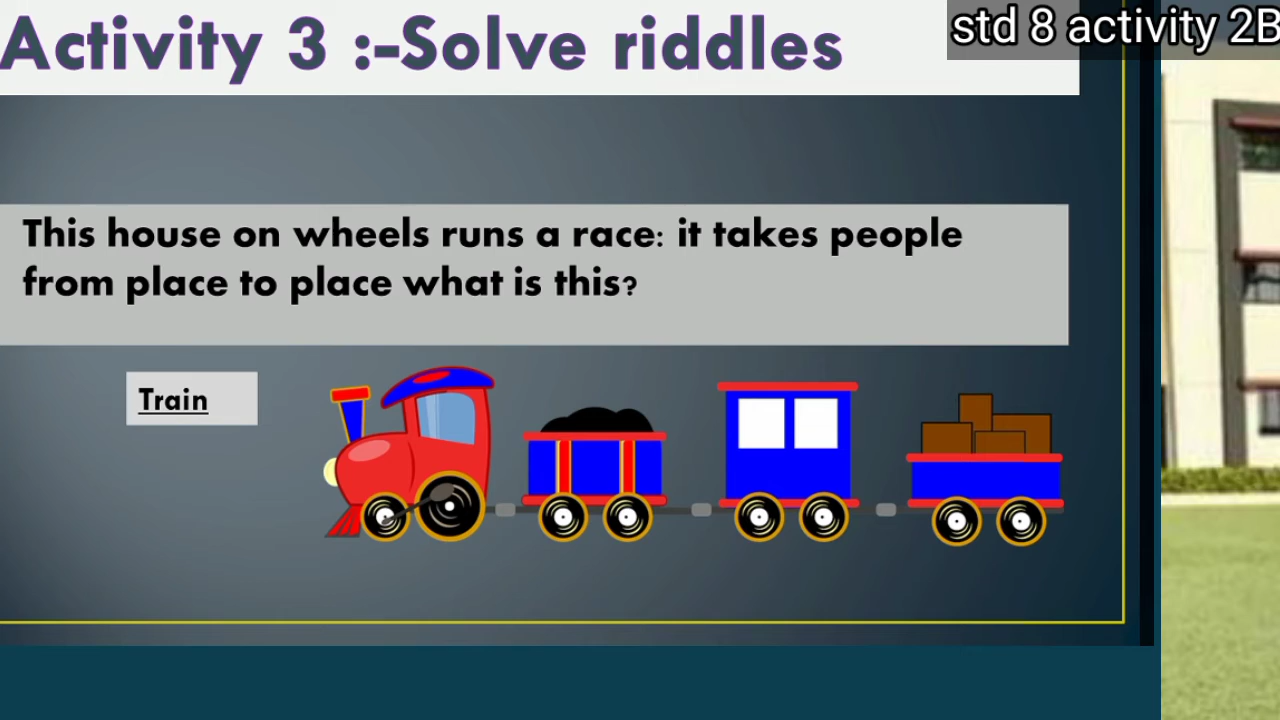 Activity 3 :-Solve riddles
std 8 activity 2B
This house on wheels runs a race: it takes people
from place to place what is this?
Train